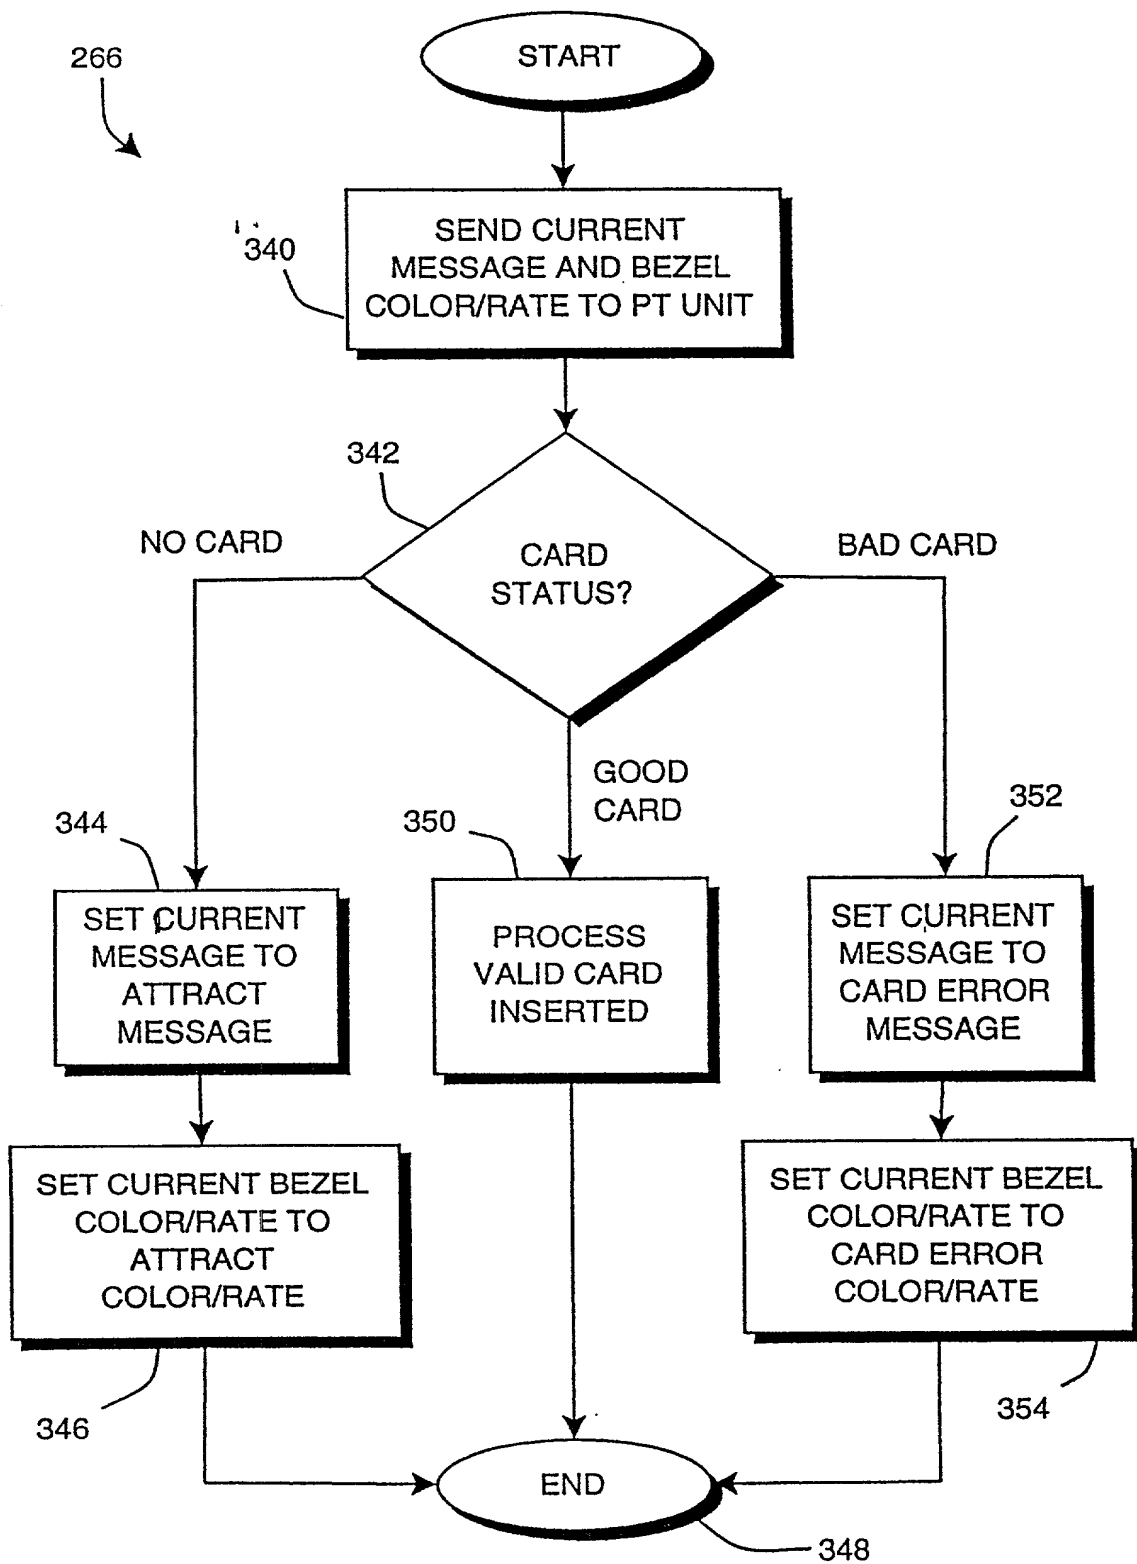 START
266
340
SEND CURRENT
MESSAGE AND BEZEL
COLOR/RATE TO PT UNIT
342
NO CARD
CARD
STATUS?
BAD CARD
GOOD
CARD
344
350
352
SET CURRENT
MESSAGE TO
ATTRACT
MESSAGE
PROCESS
VALID CARD
INSERTED
SET CURRENT
MESSAGE TO
CARD ERROR
MESSAGE
SET CURRENT BEZEL
COLOR/RATE TO
ATTRACT
COLOR/RATE
SET CURRENT BEZEL
COLOR/RATE TO
CARD ERROR
COLOR/RATE
346
354
END
348